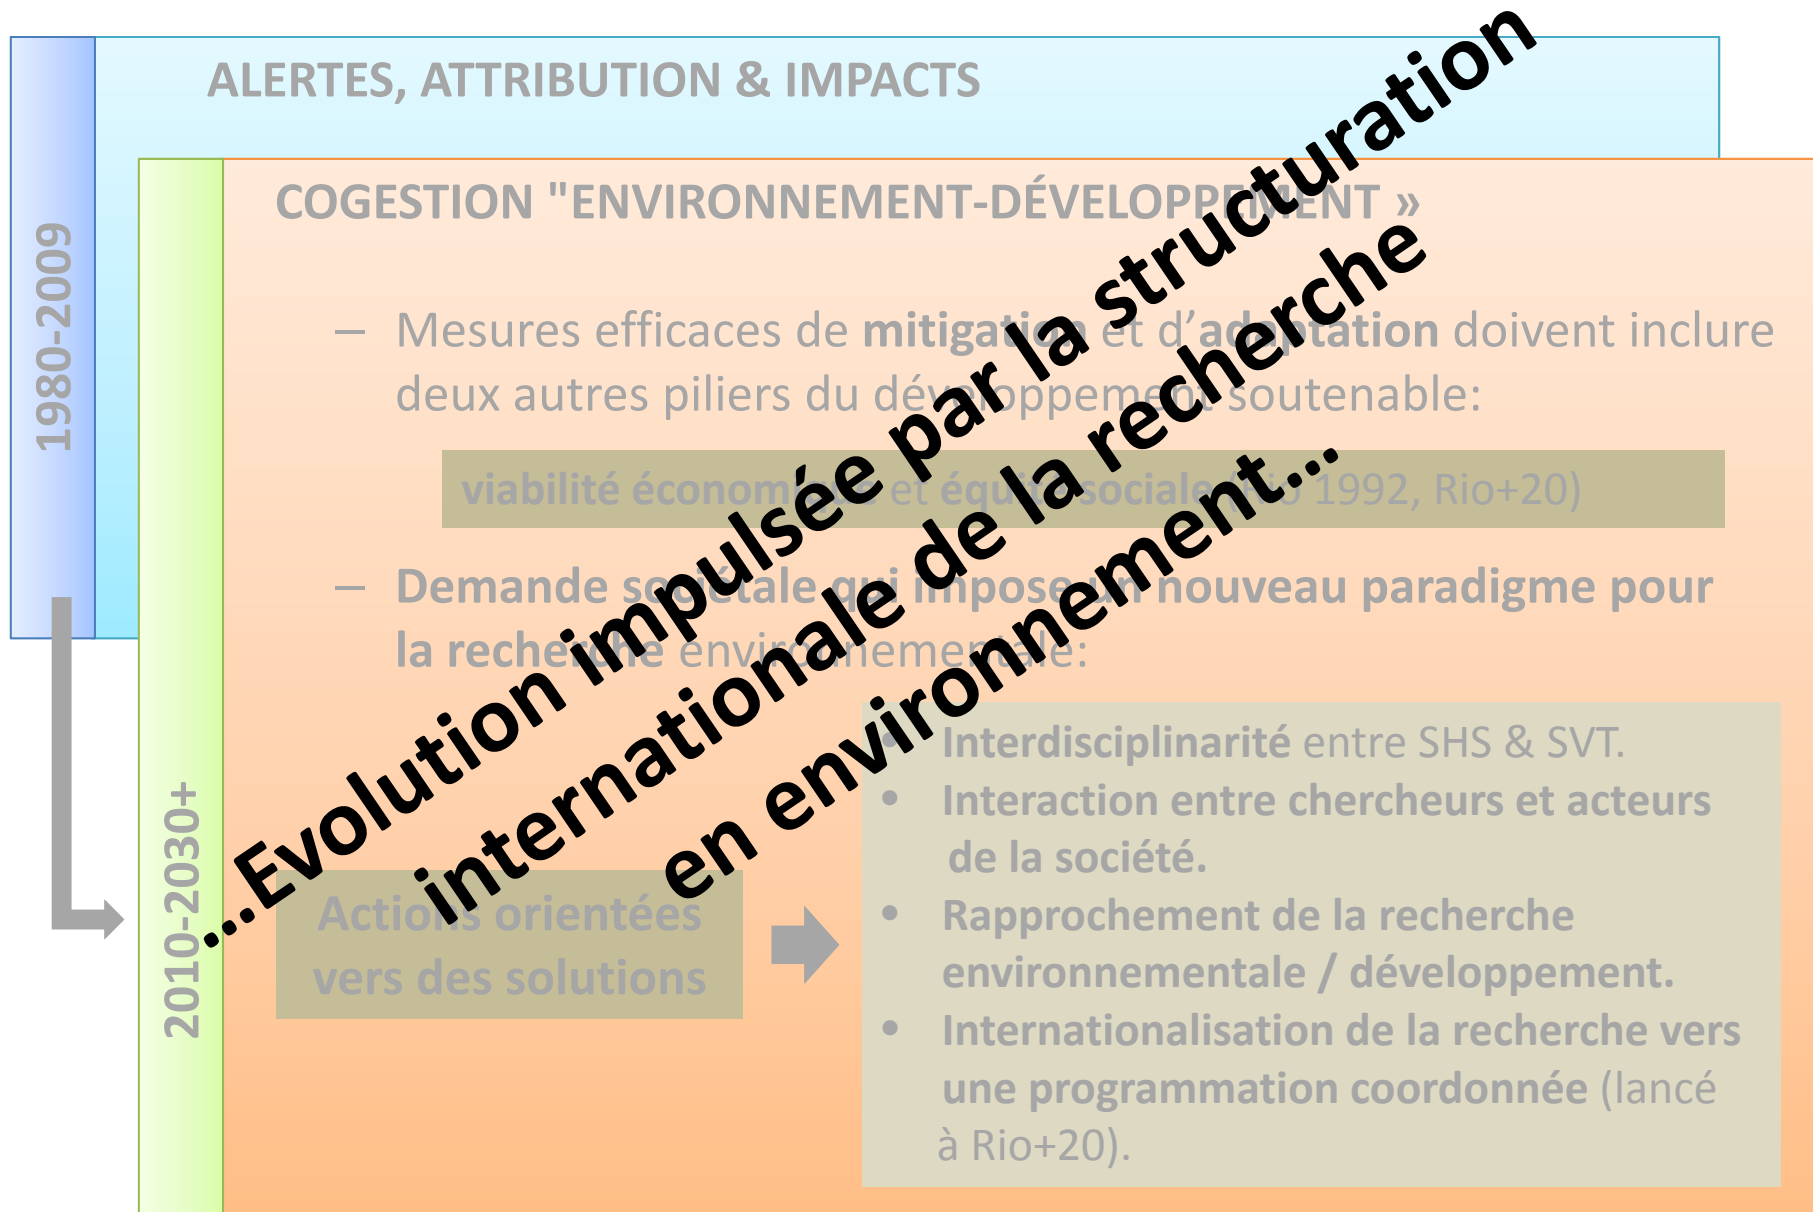 ALERTES, ATTRIBUTION & IMPACTS
1980-2009
COGESTION "ENVIRONNEMENT-DÉVELOPPEMENT »
– Mesures efficaces de mitigation et d’adaptation doivent inclure
deux autres piliers du développement soutenable:
viabilité économique et équité sociale (Rio 1992, Rio+20)
– Demande sociétale qui impose un nouveau paradigme pour
la recherche environnementale:
2010-2030+
Actions orientées
vers des solutions
• Interdisciplinarité entre SHS & SVT.
• Interaction entre chercheurs et acteurs
de la société.
• Rapprochement de la recherche
environnementale / développement.
• Internationalisation de la recherche vers
une programmation coordonnée (lancé
à Rio+20).
...Evolution impulsée par la structuration
internationale de la recherche
en environnement...